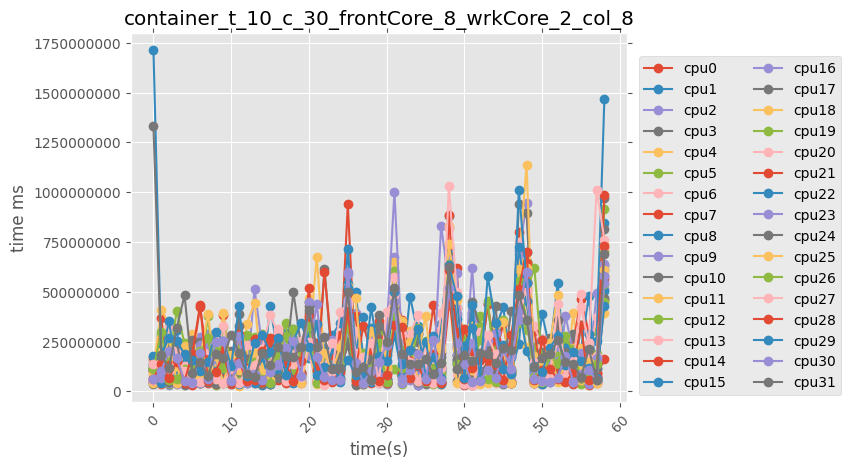 container_t_10_c_30_frontCore_8_wrkCore_2_col_8
1750000000
1500000000
1250000000
1000000000
750000000
500000000
250000000
0
time ms
0
10
20
30
40
50
60
time(s)
cpu0
cpu1
cpu2
cpu3
cpu4
cpu5
cpu6
cpu7
cpu8
cpu9
cpu10
cpu11
cpu12
cpu13
cpu14
cpu15
cpu16
cpu17
cpu18
cpu19
cpu20
cpu21
cpu22
cpu23
cpu24
cpu25
cpu26
cpu27
cpu28
cpu29
cpu30
cpu31